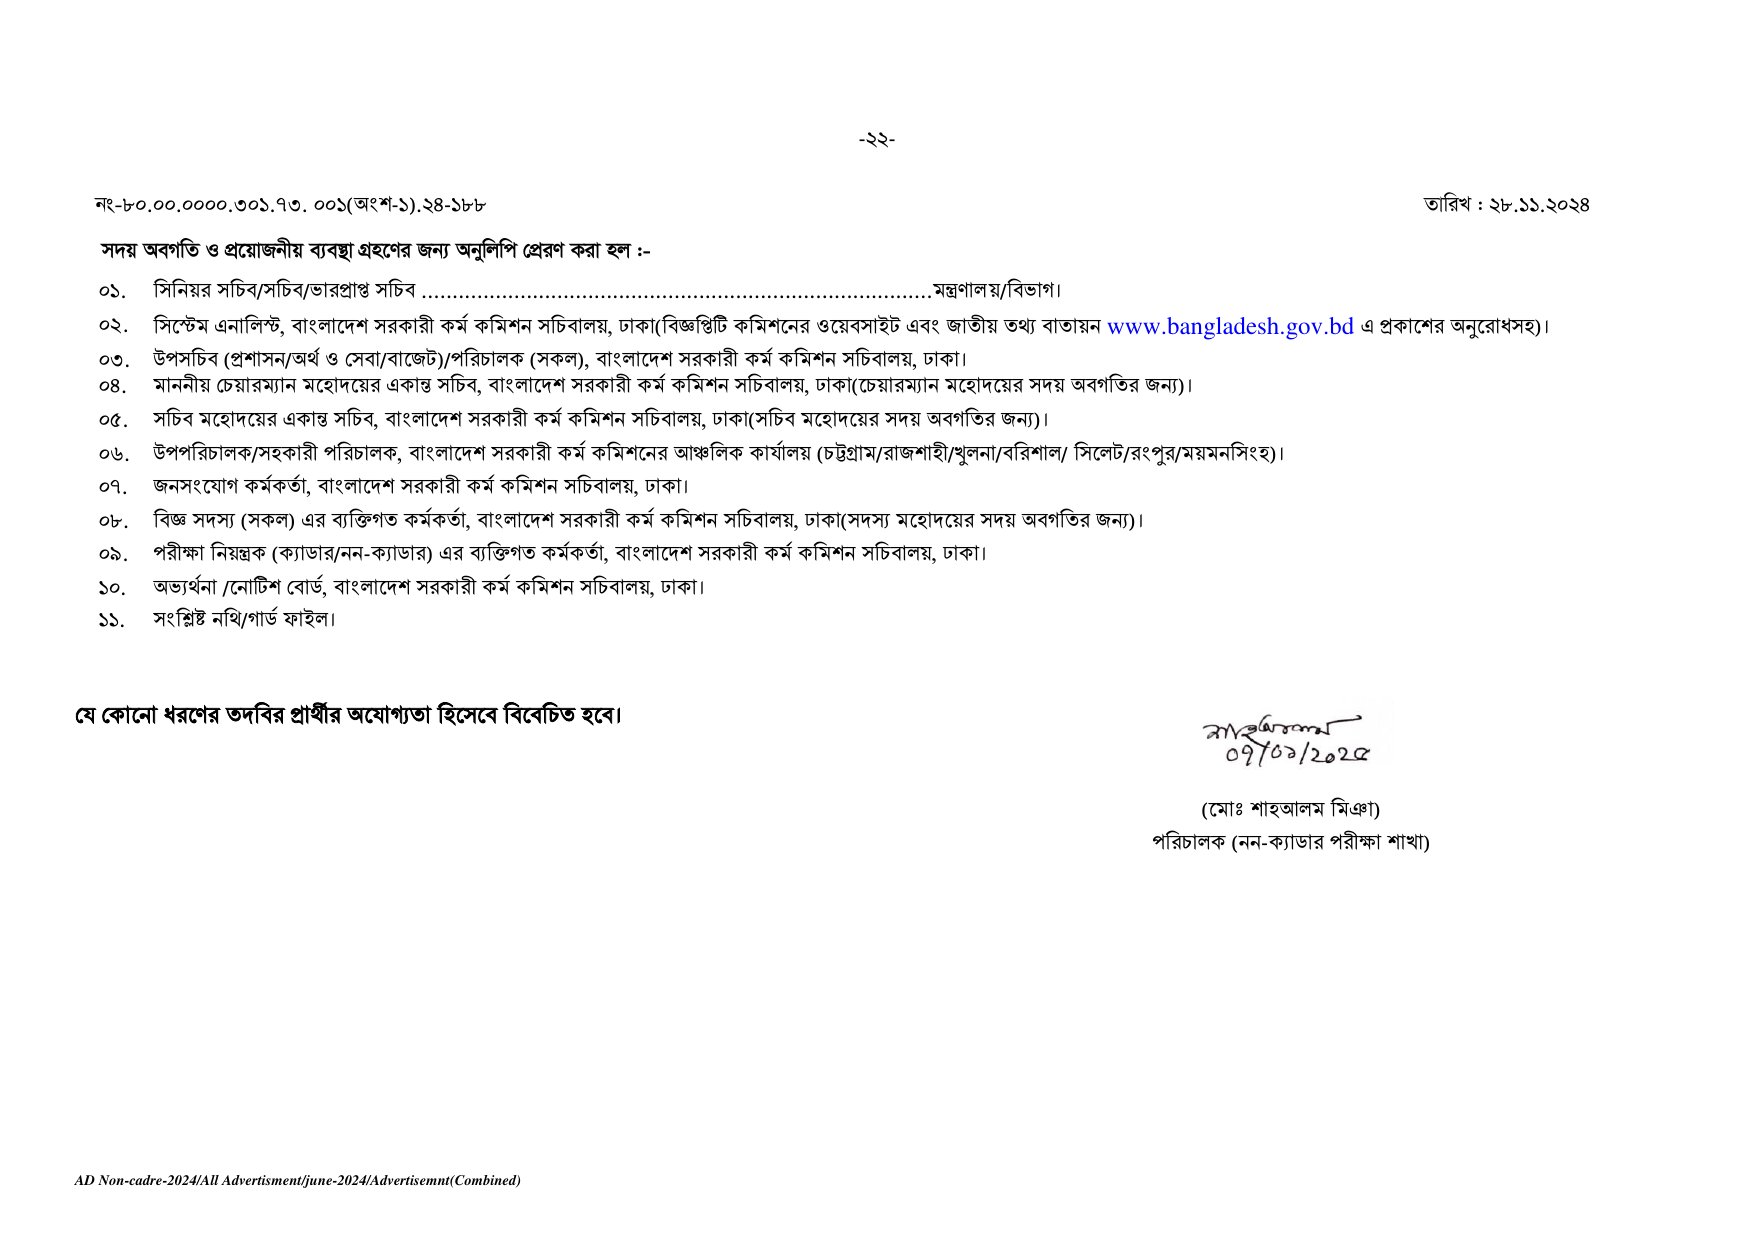 -২২-
নং-৮০.০০.০০০০.৩০১.৭৩. ০০১(অংশ-১).২৪-১৮৮ তারিখ : ২৮.১১.২০২৪
সদয় অবগতি ও প্রয়োজনীয় ব্যবস্থা গ্রহণের জন্য অনুলিপি প্রেরণ করা হল :-
০১. সিনিয়র সচিব/সচিব/ভারপ্রাপ্ত সচিব ...................................................................................মন্ত্রণালয়/বিভাগ।
০২. সিস্টেম এনালিস্ট, বাংলাদেশ সরকারী কর্ম কমিশন সচিবালয়, ঢাকা(বিজ্ঞপ্তিটি কমিশনের ওয়েবসাইট এবং জাতীয় তথ্য বাতায়ন www.bangladesh.gov.bd এ প্রকাশের অনুরোধসহ)।
০৩. উপসচিব (প্রশাসন/অর্থ ও সেবা/বাজেট)/পরিচালক (সকল), বাংলাদেশ সরকারী কর্ম কমিশন সচিবালয়, ঢাকা।
০৪. মাননীয় চেয়ারম্যান মহোদয়ের একান্ত সচিব, বাংলাদেশ সরকারী কর্ম কমিশন সচিবালয়, ঢাকা(চেয়ারম্যান মহোদয়ের সদয় অবগতির জন্য)।
০৫. সচিব মহোদয়ের একান্ত সচিব, বাংলাদেশ সরকারী কর্ম কমিশন সচিবালয়, ঢাকা(সচিব মহোদয়ের সদয় অবগতির জন্য)।
০৬. উপপরিচালক/সহকারী পরিচালক, বাংলাদেশ সরকারী কর্ম কমিশনের আঞ্চলিক কার্যালয় (চট্টগ্রাম/রাজশাহী/খুলনা/বরিশাল/ সিলেট/রংপুর/ময়মনসিংহ)।
০৭. জনসংযোগ কর্মকর্তা, বাংলাদেশ সরকারী কর্ম কমিশন সচিবালয়, ঢাকা।
০৮. বিজ্ঞ সদস্য (সকল) এর ব্যক্তিগত কর্মকর্তা, বাংলাদেশ সরকারী কর্ম কমিশন সচিবালয়, ঢাকা(সদস্য মহোদয়ের সদয় অবগতির জন্য)।
০৯. পরীক্ষা নিয়ন্ত্রক (ক্যাডার/নন-ক্যাডার) এর ব্যক্তিগত কর্মকর্তা, বাংলাদেশ সরকারী কর্ম কমিশন সচিবালয়, ঢাকা।
১০. অভ্যর্থনা /নোটিশ বোর্ড, বাংলাদেশ সরকারী কর্ম কমিশন সচিবালয়, ঢাকা।
১১. সংশ্লিষ্ট নথি/গার্ড ফাইল।
যে কোনো ধরণের তদবির প্রার্থীর অযোগ্যতা হিসেবে বিবেচিত হবে।
শাহআলম
০৭/০১/২০২৫
(মোঃ শাহআলম মিঞা)
পরিচালক (নন-ক্যাডার পরীক্ষা শাখা)
AD Non-cadre-2024/All Advertisment/june-2024/Advertisemnt(Combined)